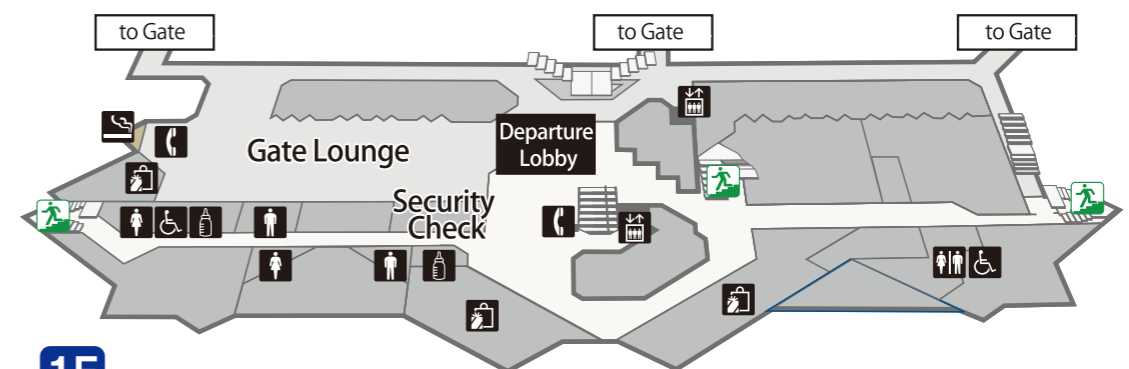 to Gate
to Gate
to Gate
Departure
Lobby
Gate Lounge
Security
Check